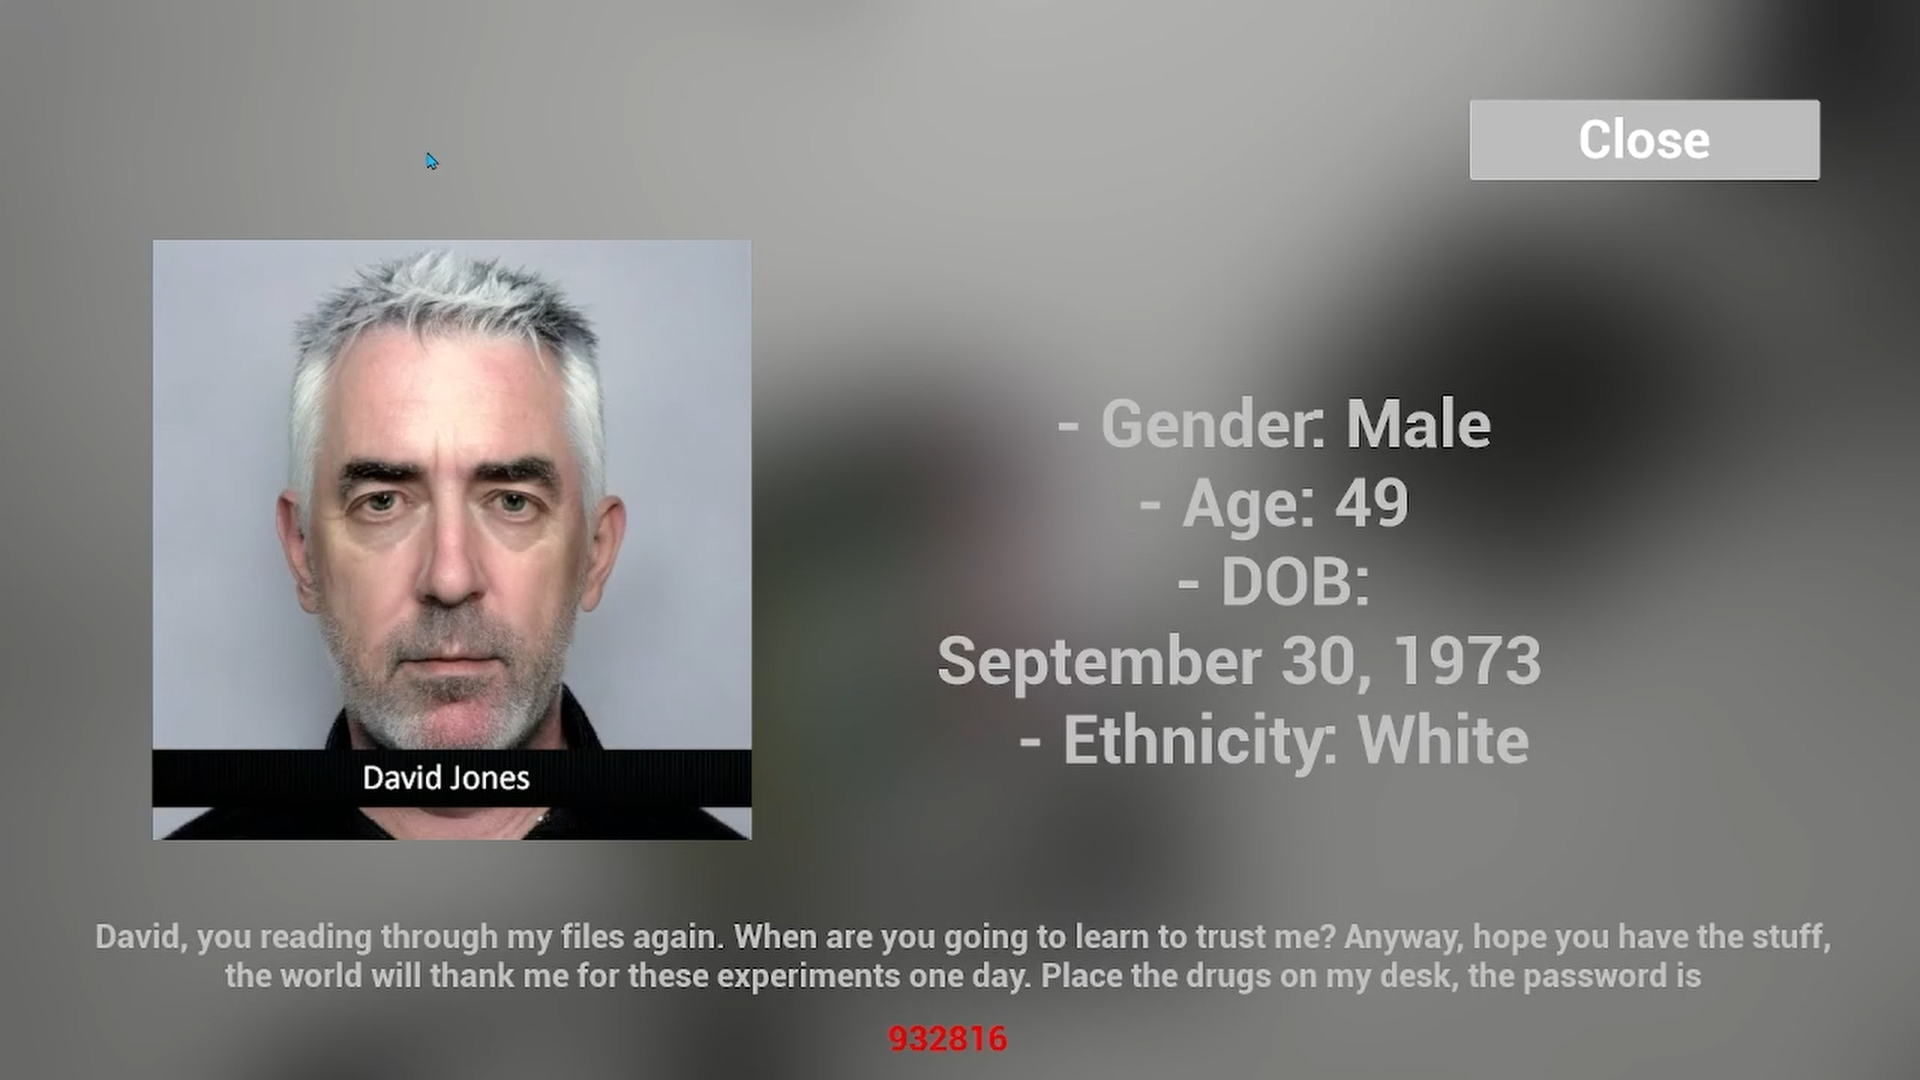 Close
- Gender: Male
- Age: 49
- DOB:
September 30, 1973
- Ethnicity: White
David Jones
David, you reading through my files again. When are you going to learn to trust me? Anyway, hope you have the stuff,
the world will thank me for these experiments one day. Place the drugs on my desk, the password is
932816